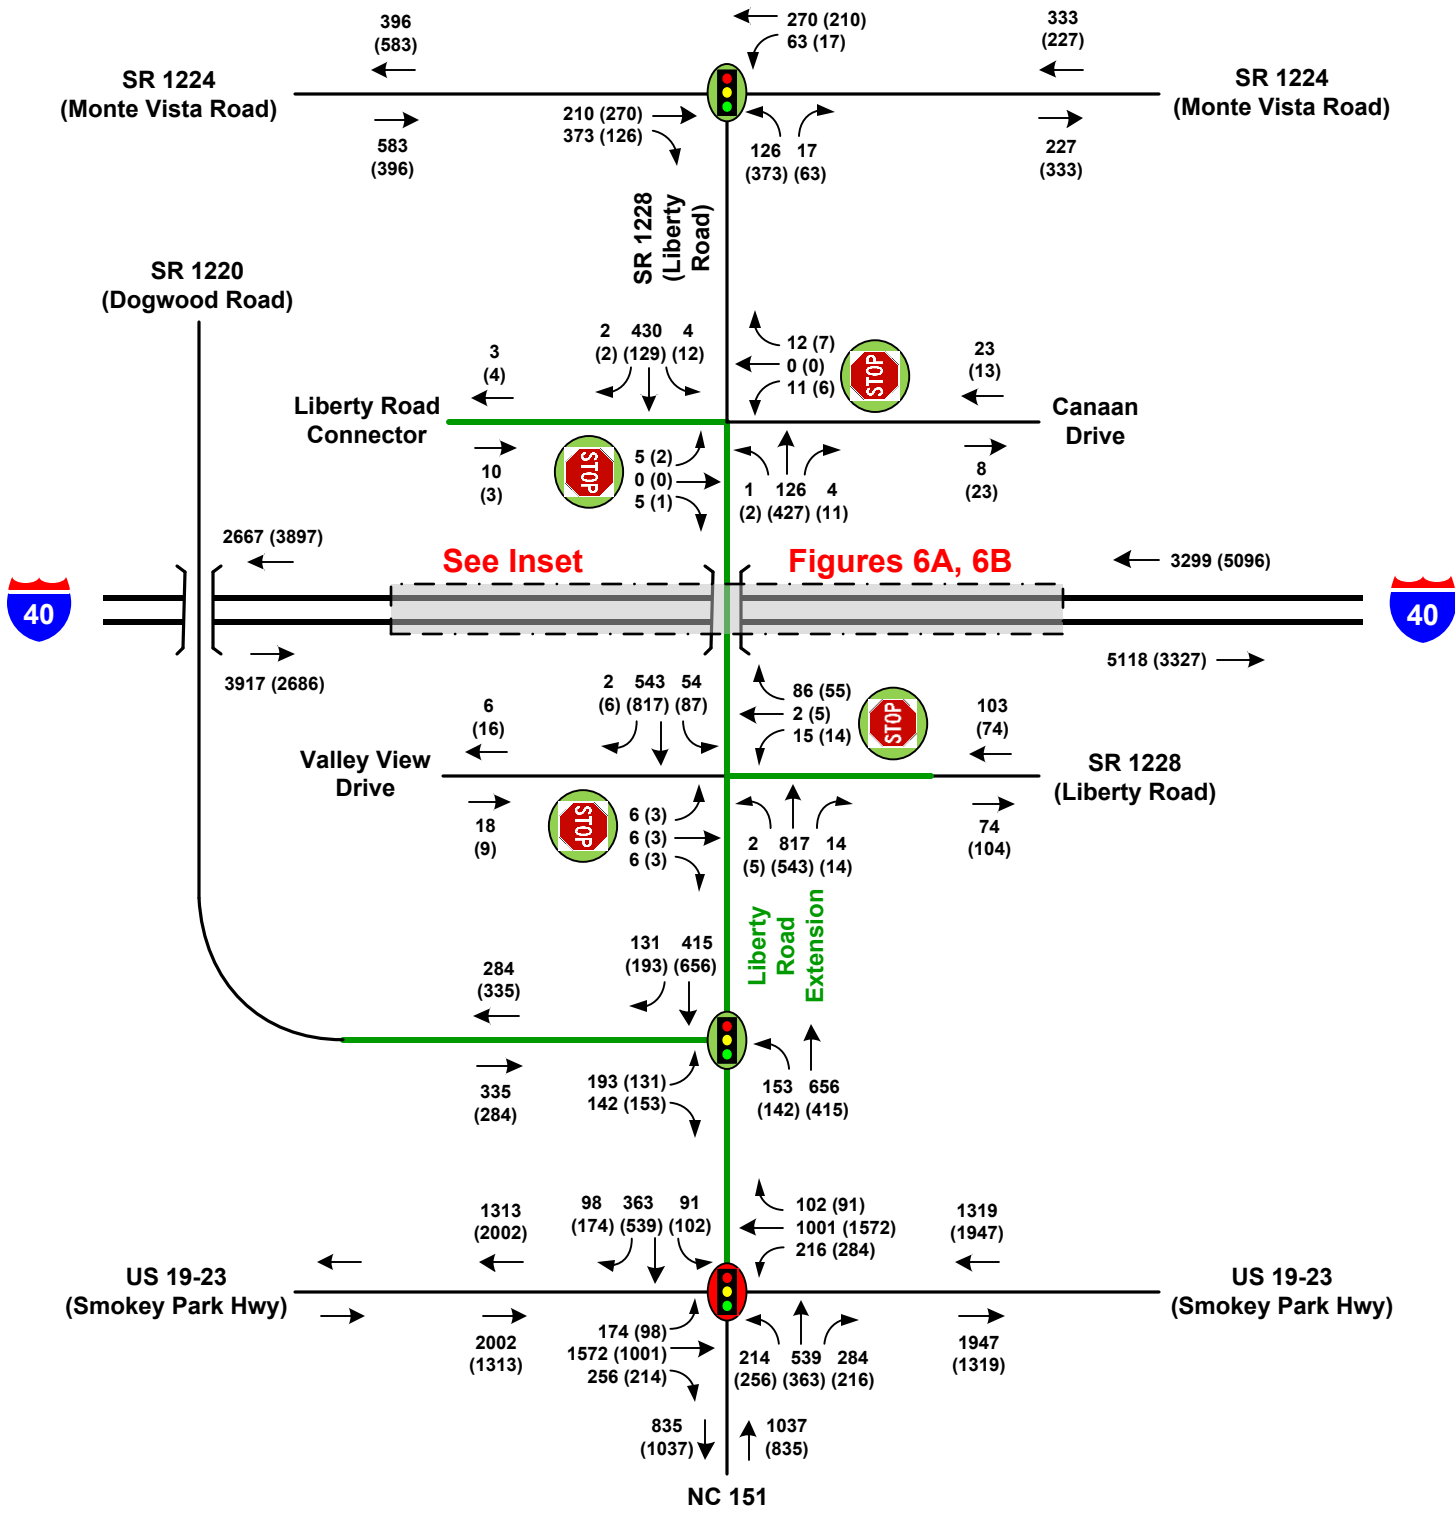 396
(583)
270 (210)
63 (17)
333
(227)
SR 1224
(Monte Vista Road)
SR 1224
(Monte Vista Road)
210 (270)
373 (126)
583
(396)
126 17
(373) (63)
227
(333)
SR 1228
(Liberty
Road)
SR 1220
(Dogwood Road)
2 430 4
(2) (129) (12)
12 (7)
0 (0)
11 (6)
STOP
3
(4)
23
(13)
Liberty Road
Connector
Canaan
Drive
10
(3)
STOP
5 (2)
0 (0)
5 (1)
1 126 4
(2) (427) (11)
8
(23)
2667 (3897)
See Inset
Figures 6A, 6B
3299 (5096)
40
40
3917 (2686)
5118 (3327)
2 543 54
(6) (817) (87)
86 (55)
2 (5)
15 (14)
STOP
6
(16)
103
(74)
Valley View
Drive
SR 1228
(Liberty Road)
18
(9)
STOP
6 (3)
6 (3)
6 (3)
2 817 14
(5) (543) (14)
74
(104)
Liberty
Road
Extension
131 415
(193) (656)
284
(335)
335
(284)
193 (131)
142 (153)
153 656
(142) (415)
1313
(2002)
98 363 91
(174) (539) (102)
102 (91)
1001 (1572)
216 (284)
1319
(1947)
US 19-23
(Smokey Park Hwy)
US 19-23
(Smokey Park Hwy)
2002
(1313)
174 (98)
1572 (1001)
256 (214)
214 539 284
(256) (363) (216)
1947
(1319)
835
(1037)
1037
(835)
NC 151